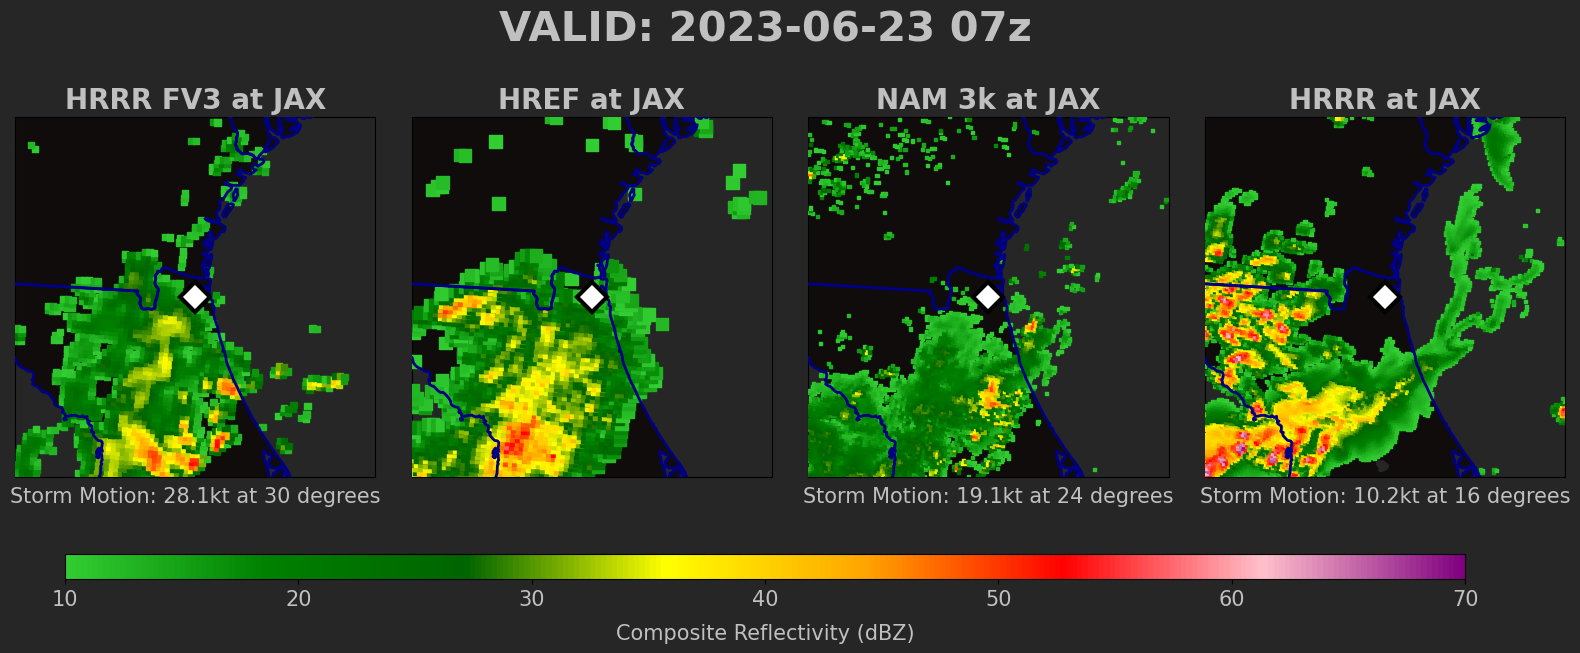 VALID: 2023-06-23 07z
HRRR FV3 at JAX
HREF at JAX
NAM 3k at JAX
HRRR at JAX
Storm Motion: 28.1kt at 30 degrees
Storm Motion: 19.1kt at 24 degrees
Storm Motion: 10.2kt at 16 degrees
10 20 30 40 50 60 70
Composite Reflectivity (dBZ)